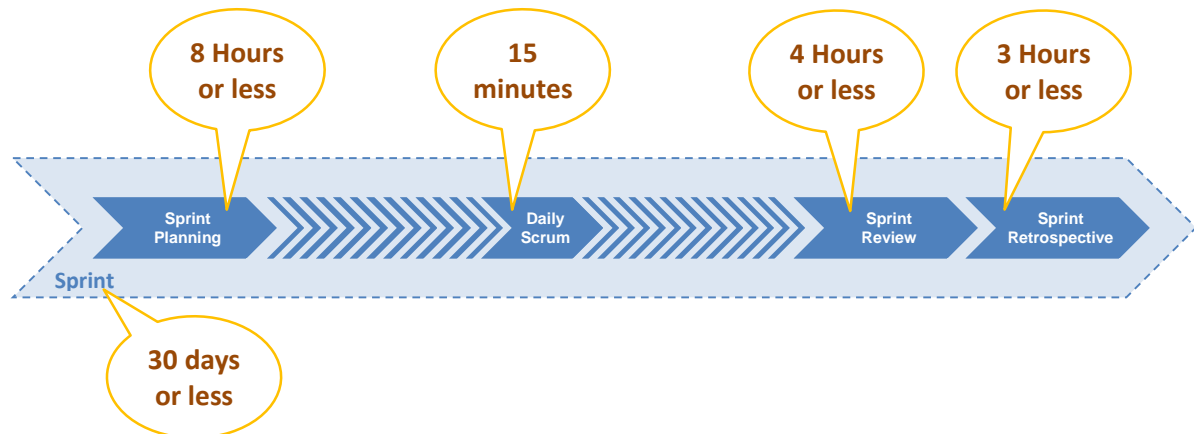 8 Hours
or less
15
minutes
4 Hours
or less
3 Hours
or less
Sprint
Planning
Daily
Scrum
Sprint
Review
Sprint
Retrospective
Sprint
30 days
or less